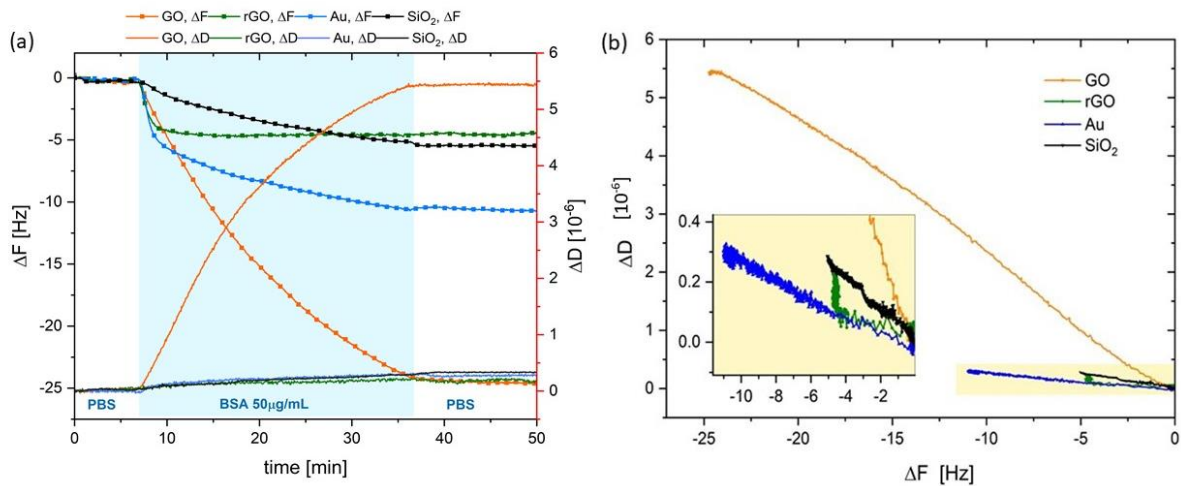 GO, ΔF rGO, ΔF Au, ΔF SiO₂, ΔF
GO, ΔD rGO, ΔD Au, ΔD SiO₂, ΔD
(a)
ΔF [Hz]
0
-5
-10
-15
-20
-25
6
5
4
3
2
1
0
ΔD [10⁻⁶]
PBS BSA 50µg/mL PBS
0 10 20 30 40 50
time [min]
(b)
ΔD [10⁻⁶]
6
5
4
3
2
1
0
GO
rGO
Au
SiO₂
0.4
0.2
0.0
-10 -8 -6 -4 -2
-25 -20 -15 -10 -5 0
ΔF [Hz]